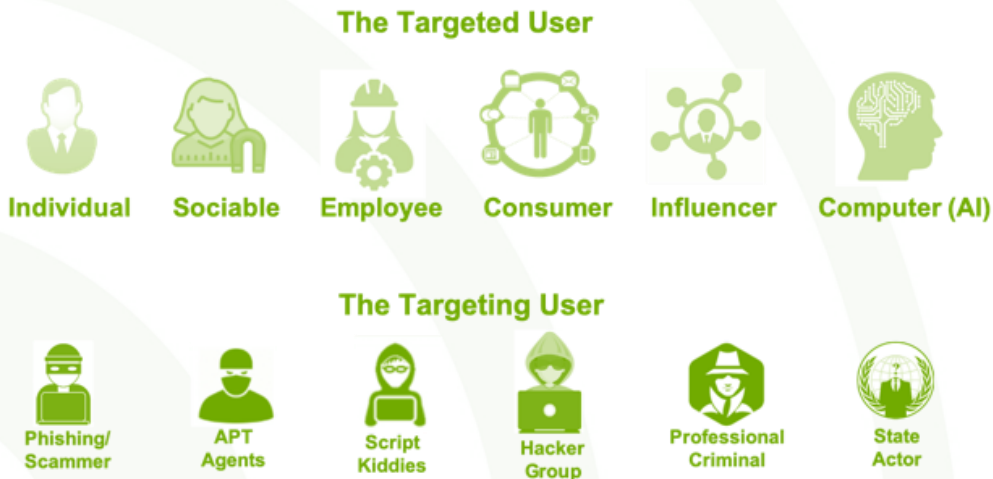 The Targeted User
Individual
Sociable
Employee
Consumer
Influencer
Computer (AI)
The Targeting User
Phishing/
Scammer
APT
Agents
Script
Kiddies
Hacker
Group
Professional
Criminal
State
Actor